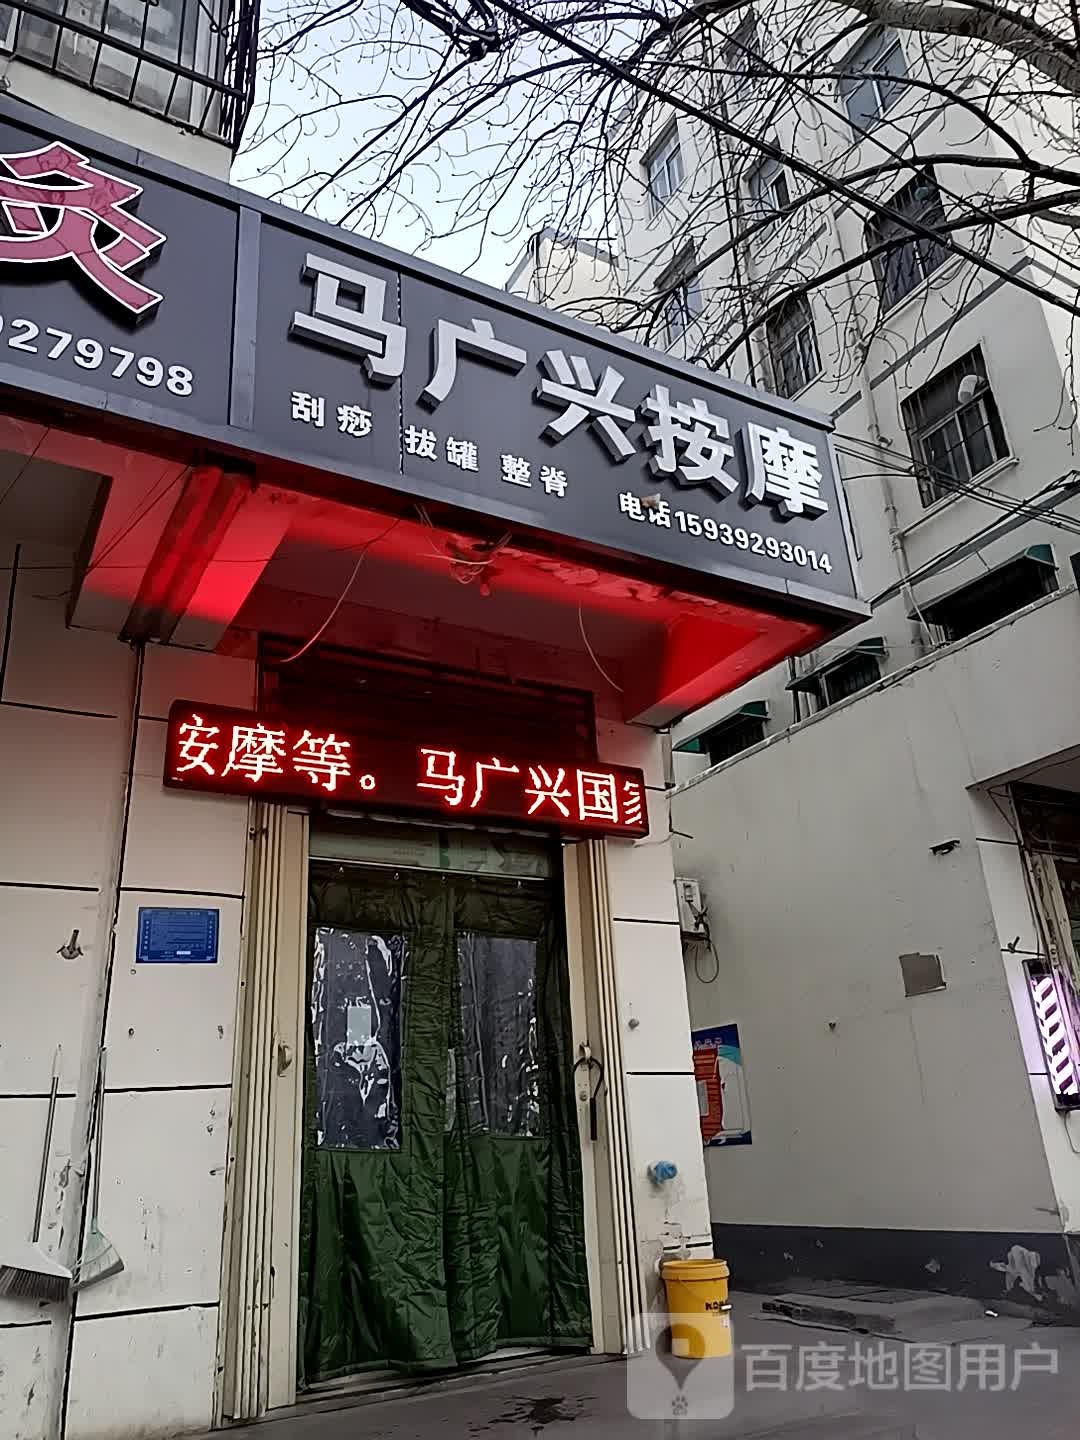 灸
9279798
马广兴按摩
刮痧 拔罐 整脊
电话15939293014
安摩等。马广兴国
百度地图用户